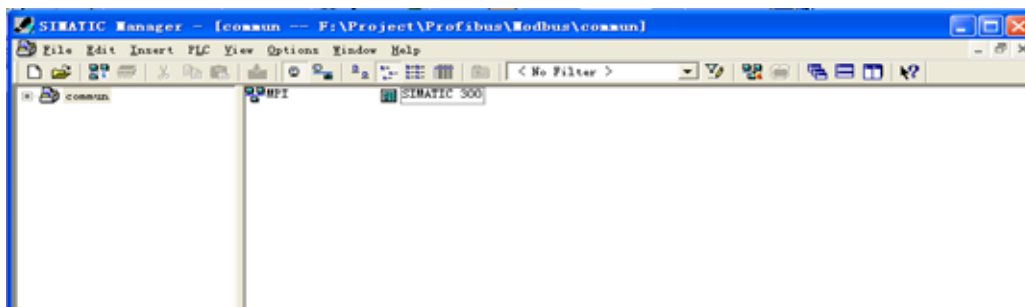 SIMATIC Manager - [commun -- F:\Project\Profibus\Modbus\commun]
File Edit Insert PLC View Options Window Help
< No Filter >
commun
MPI SIMATIC 300